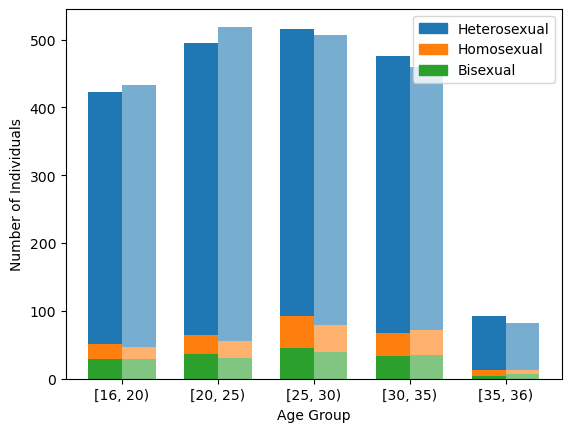 Number of Individuals
500
400
300
200
100
0
Heterosexual
Homosexual
Bisexual
[16, 20)
[20, 25)
[25, 30)
[30, 35)
[35, 36)
Age Group